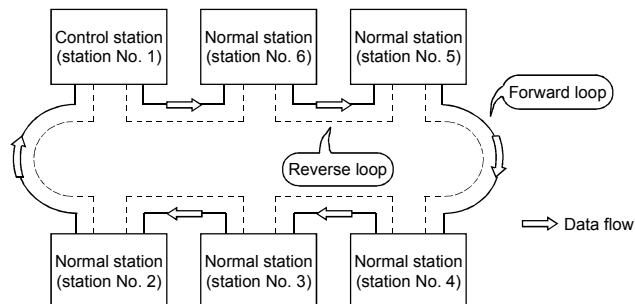 Control station
(station No. 1)
Normal station
(station No. 6)
Normal station
(station No. 5)
Forward loop
Reverse loop
Data flow
Normal station
(station No. 2)
Normal station
(station No. 3)
Normal station
(station No. 4)